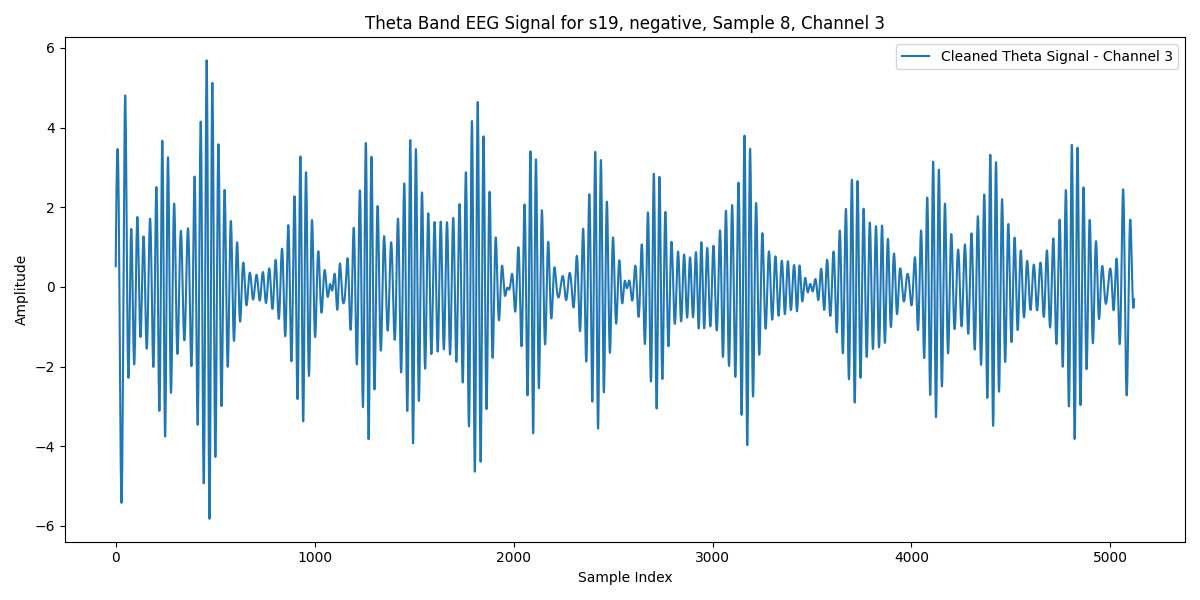 Theta Band EEG Signal for s19, negative, Sample 8, Channel 3
Cleaned Theta Signal - Channel 3
6
4
2
0
−2
−4
−6
Amplitude
0 1000 2000 3000 4000 5000
Sample Index